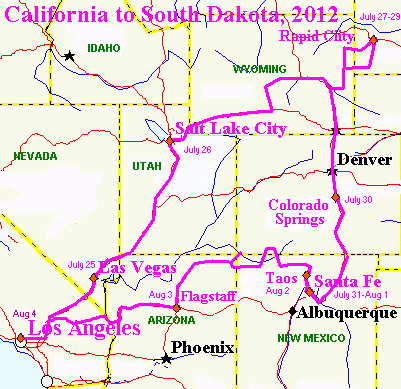 California to South Dakota, 2012
July 27-29
Rapid City
IDAHO
WYOMING
Salt Lake City
July 26
NEVADA
UTAH
Denver
Colorado
Springs
July 30
July 25
Las Vegas
Taos
Aug 2
Santa Fe
July 31-Aug 1
Aug 3
Flagstaff
Aug 4
Los Angeles
ARIZONA
Albuquerque
NEW MEXICO
Phoenix